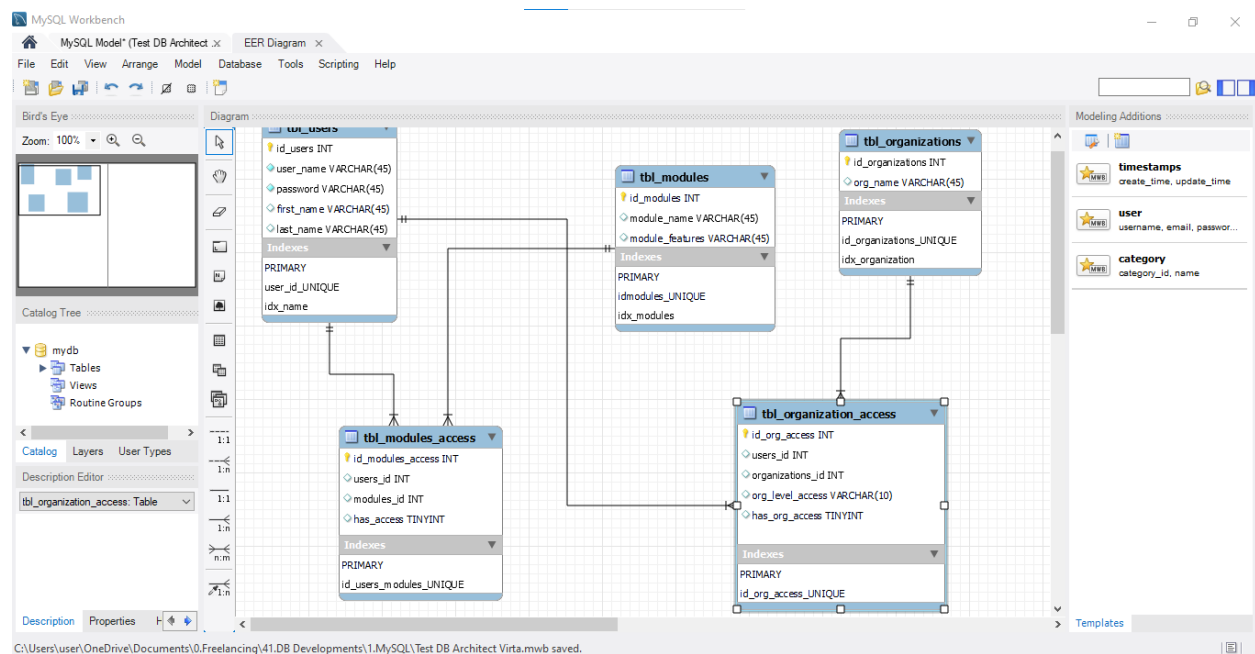 MySQL Workbench
MySQL Model* (Test DB Architect x
EER Diagram x
File Edit View Arrange Model Database Tools Scripting Help
Bird's Eye
Zoom: 100%
Catalog Tree
mydb
Tables
Views
Routine Groups
Catalog Layers User Types
Description Editor
tbl_organization_access: Table
Description Properties H
Diagram
1:1
1:n
1:1
1:n
n:m
1:n
tbl_users
id_users INT
user_name VARCHAR(45)
password VARCHAR(45)
first_name VARCHAR(45)
last_name VARCHAR(45)
Indexes
PRIMARY
user_id_UNIQUE
idx_name
tbl_modules
id_modules INT
module_name VARCHAR(45)
module_features VARCHAR(45)
Indexes
PRIMARY
idmodules_UNIQUE
idx_modules
tbl_organizations
id_organizations INT
org_name VARCHAR(45)
Indexes
PRIMARY
id_organizations_UNIQUE
idx_organization
tbl_modules_access
id_modules_access INT
users_id INT
modules_id INT
has_access TINYINT
Indexes
PRIMARY
id_users_modules_UNIQUE
tbl_organization_access
id_org_access INT
users_id INT
organizations_id INT
org_level_access VARCHAR(10)
has_org_access TINYINT
Indexes
PRIMARY
id_org_access_UNIQUE
Modeling Additions
timestamps
create_time, update_time
user
username, email, passwor...
category
category_id, name
Templates
C:\Users\user\OneDrive\Documents\0.Freelancing\41.DB Developments\1.MySQL\Test DB Architect Virta.mwb saved.